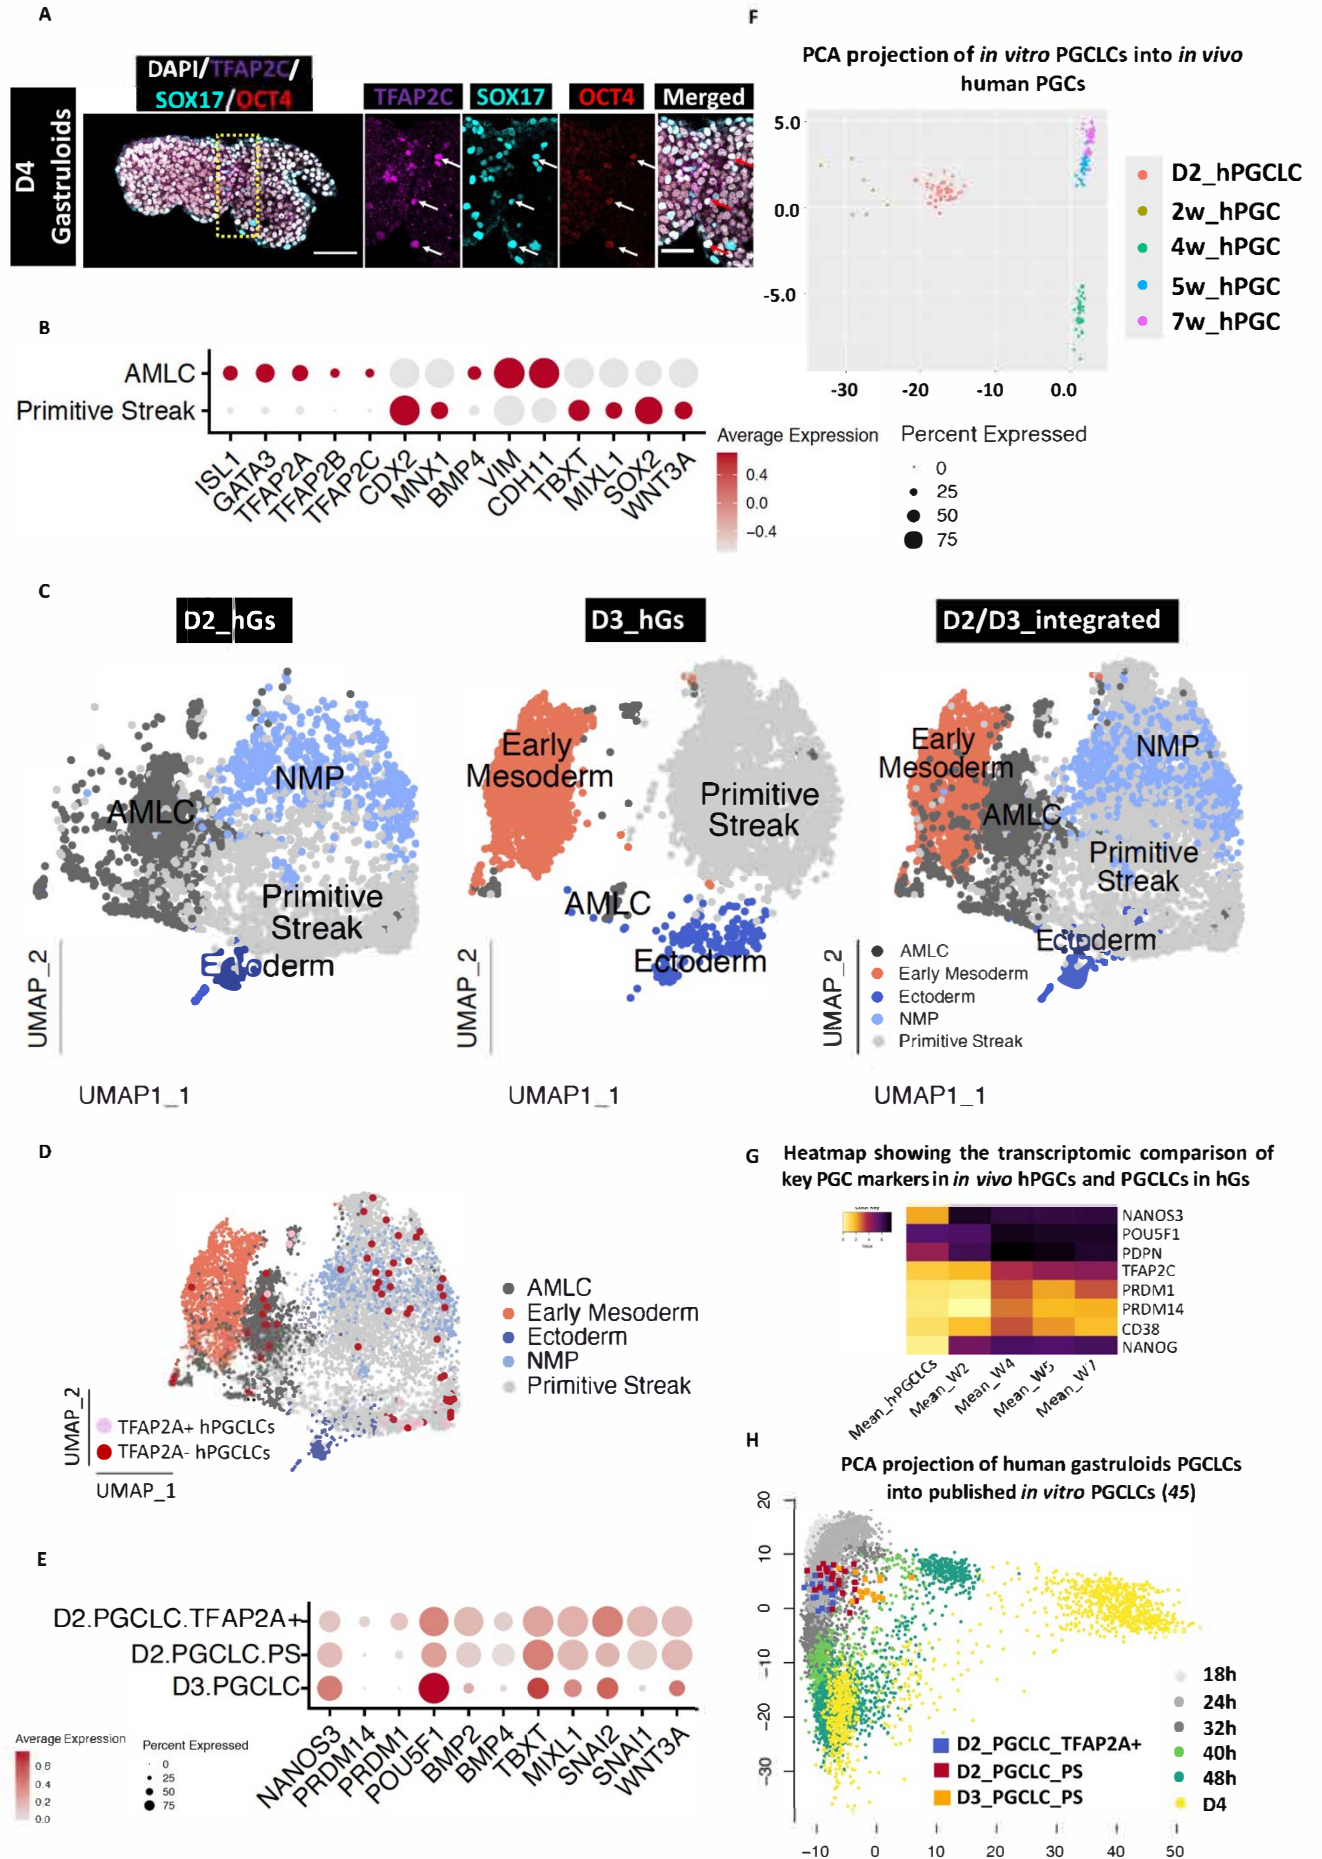 A
DAPI/TFAP2C/
SOX17/OCT4
TFAP2C
SOX17
OCT4
Merged
D4
Gastruloids
B
AMLC
Primitive Streak
ISL1
GATA3
TFAP2A
TFAP2B
TFAP2C
CDX2
MNX1
BMP4
VIM
CDH11
TBXT
MIXL1
SOX2
WNT3A
Average Expression
0.4
0.0
−0.4
Percent Expressed
0
25
50
75
F
PCA projection of in vitro PGCLCs into in vivo
human PGCs
5.0
0.0
-5.0
-30
-20
-10
0.0
D2_hPGCLC
2w_hPGC
4w_hPGC
5w_hPGC
7w_hPGC
C
D2_hGs
D3_hGs
D2/D3_integrated
AMLC
NMP
Primitive
Streak
Ectoderm
UMAP_2
UMAP1_1
Early
Mesoderm
Primitive
Streak
AMLC
Ectoderm
UMAP_2
UMAP1_1
Early
Mesoderm
NMP
AMLC
Primitive
Streak
Ectoderm
AMLC
Early Mesoderm
Ectoderm
NMP
Primitive Streak
UMAP_2
UMAP1_1
D
AMLC
Early Mesoderm
Ectoderm
NMP
Primitive Streak
TFAP2A+ hPGCLCs
TFAP2A- hPGCLCs
UMAP_2
UMAP_1
G
Heatmap showing the transcriptomic comparison of
key PGC markers in in vivo hPGCs and PGCLCs in hGs
Value
NANOS3
POU5F1
PDPN
TFAP2C
PRDM1
PRDM14
CD38
NANOG
Mean_hPGCLCs
Mean_W2
Mean_W4
Mean_W5
Mean_W7
E
D2.PGCLC.TFAP2A+
D2.PGCLC.PS
D3.PGCLC
NANOS3
PRDM14
PRDM1
POU5F1
BMP2
BMP4
TBXT
MIXL1
SNAI2
SNAI1
WNT3A
Average Expression
0.6
0.4
0.2
0.0
Percent Expressed
0
25
50
75
H
PCA projection of human gastruloids PGCLCs
into published in vitro PGCLCs (45)
20
10
0
−10
−20
−30
−10
0
10
20
30
40
50
D2_PGCLC_TFAP2A+
D2_PGCLC_PS
D3_PGCLC_PS
18h
24h
32h
40h
48h
D4